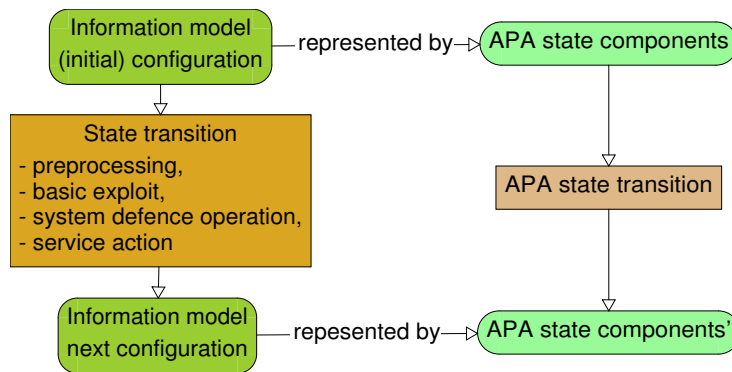 Information model
(initial) configuration
represented by
APA state components
State transition
- preprocessing,
- basic exploit,
- system defence operation,
- service action
APA state transition
Information model
next configuration
repesented by
APA state components'